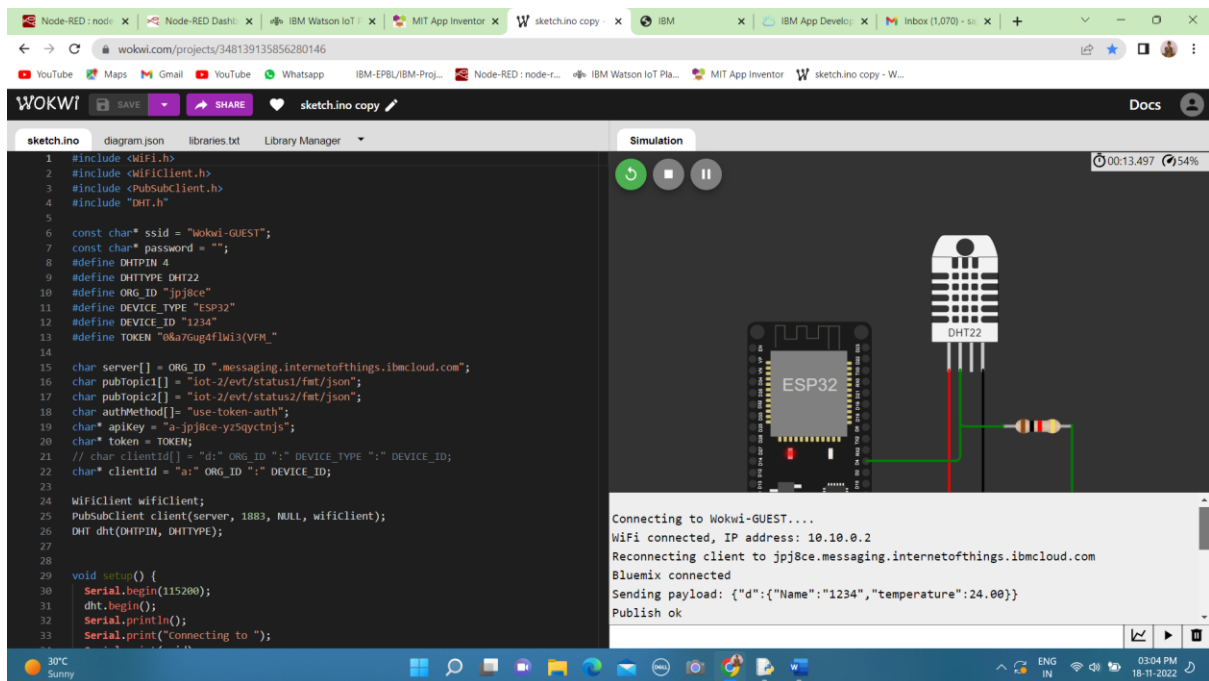 Node-RED : node Node-RED Dashb IBM Watson IoT P MIT App Inventor sketch.ino copy - IBM IBM App Develop Inbox (1,070) - sa
wokwi.com/projects/348139135856280146
YouTube Maps Gmail YouTube Whatsapp IBM-EPBL/IBM-Proj... Node-RED : node-r... IBM Watson IoT Pla... MIT App Inventor sketch.ino copy - W...
WOKWI SAVE SHARE sketch.ino copy Docs
sketch.ino diagram.json libraries.txt Library Manager
1 #include <WiFi.h>
2 #include <WiFiClient.h>
3 #include <PubSubClient.h>
4 #include "DHT.h"
5
6 const char* ssid = "Wokwi-GUEST";
7 const char* password = "";
8 #define DHTPIN 4
9 #define DHTTYPE DHT22
10 #define ORG_ID "jpj8ce"
11 #define DEVICE_TYPE "ESP32"
12 #define DEVICE_ID "1234"
13 #define TOKEN "0&a7Gug4flWi3(VFM_"
14
15 char server[] = ORG_ID ".messaging.internetofthings.ibmcloud.com";
16 char pubTopic1[] = "iot-2/evt/status1/fmt/json";
17 char pubTopic2[] = "iot-2/evt/status2/fmt/json";
18 char authMethod[]= "use-token-auth";
19 char* apiKey = "a-jpj8ce-yz5qyctnjs";
20 char* token = TOKEN;
21 // char clientId[] = "d:" ORG_ID ":" DEVICE_TYPE ":" DEVICE_ID;
22 char* clientId = "a:" ORG_ID ":" DEVICE_ID;
23
24 WiFiClient wifiClient;
25 PubSubClient client(server, 1883, NULL, wifiClient);
26 DHT dht(DHTPIN, DHTTYPE);
27
28
29 void setup() {
30 Serial.begin(115200);
31 dht.begin();
32 Serial.println();
33 Serial.print("Connecting to ");
Simulation
00:13.497 54%
DHT22
ESP32
Connecting to Wokwi-GUEST....
WiFi connected, IP address: 10.10.0.2
Reconnecting client to jpj8ce.messaging.internetofthings.ibmcloud.com
Bluemix connected
Sending payload: {"d":{"Name":"1234","temperature":24.00}}
Publish ok
30°C
Sunny
ENG
IN
03:04 PM
18-11-2022